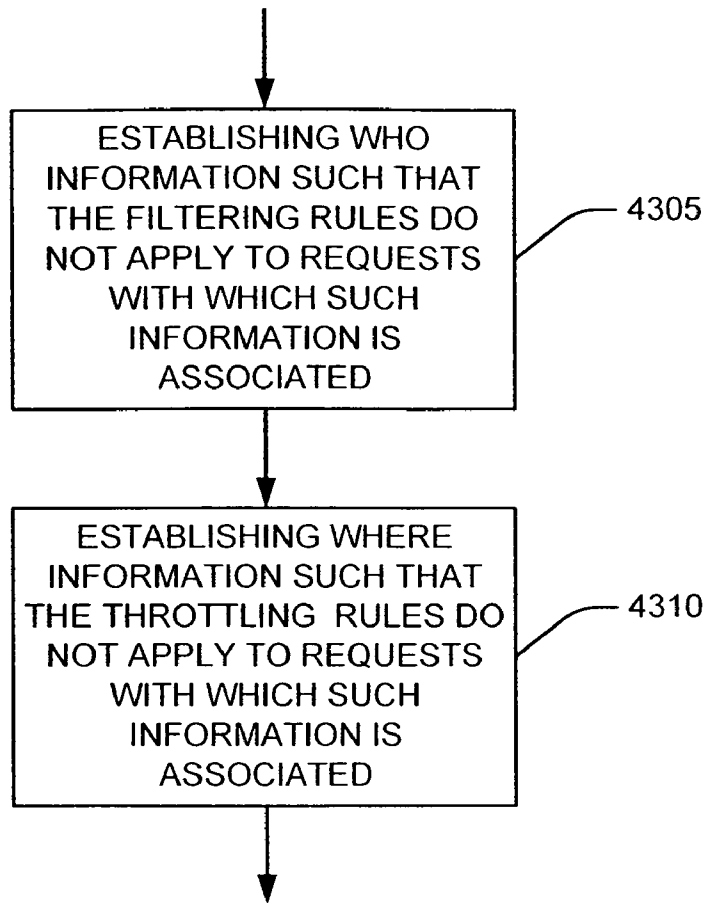 ESTABLISHING WHO
INFORMATION SUCH THAT
THE FILTERING RULES DO
NOT APPLY TO REQUESTS
WITH WHICH SUCH
INFORMATION IS
ASSOCIATED
4305
ESTABLISHING WHERE
INFORMATION SUCH THAT
THE THROTTLING RULES DO
NOT APPLY TO REQUESTS
WITH WHICH SUCH
INFORMATION IS
ASSOCIATED
4310